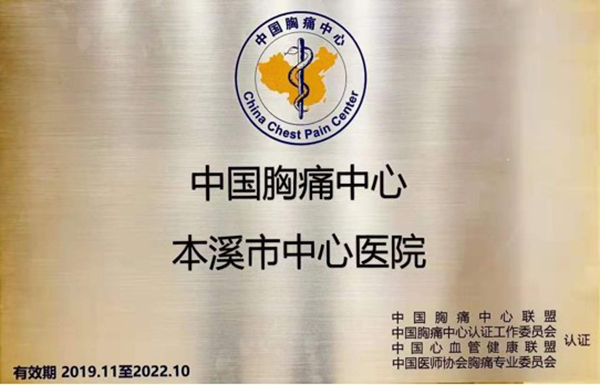 中国胸痛中心
China Chest Pain Center
中国胸痛中心
本溪市中心医院
中国胸痛中心联盟
中国胸痛中心认证工作委员会
中国心血管健康联盟
中国医师协会胸痛专业委员会
认证
有效期 2019.11至2022.10